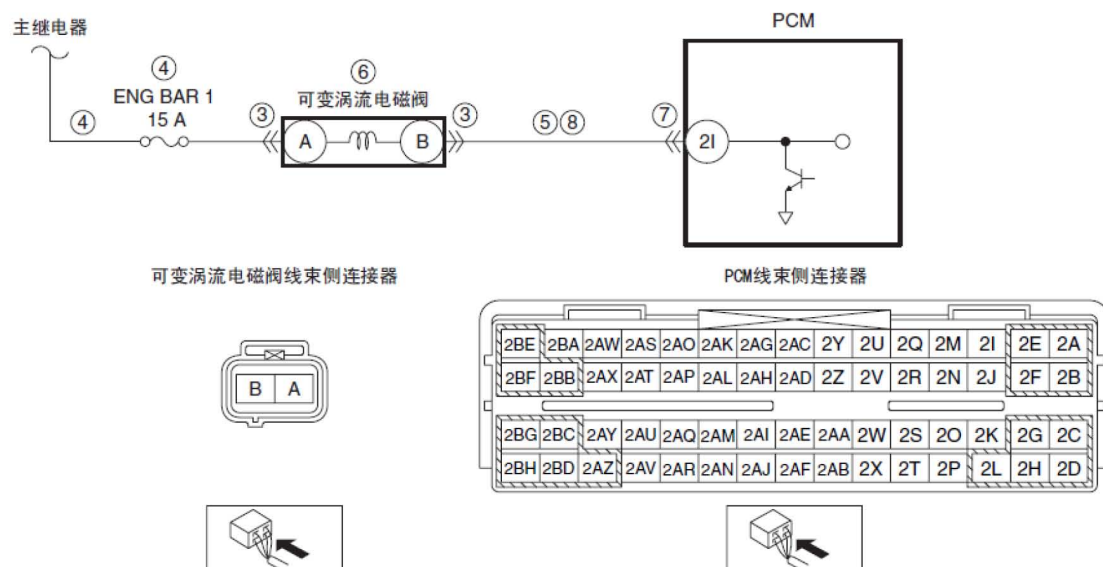 PCM
主继电器
④
ENG BAR 1
15 A
④
③
⑥
可变涡流电磁阀
A
B
③
⑤⑧
⑦
2I
可变涡流电磁阀线束侧连接器
PCM线束侧连接器
B A
2BE 2BA 2AW 2AS 2AO 2AK 2AG 2AC 2Y 2U 2Q 2M 2I 2E 2A
2BF 2BB 2AX 2AT 2AP 2AL 2AH 2AD 2Z 2V 2R 2N 2J 2F 2B
2BG 2BC 2AY 2AU 2AQ 2AM 2AI 2AE 2AA 2W 2S 2O 2K 2G 2C
2BH 2BD 2AZ 2AV 2AR 2AN 2AJ 2AF 2AB 2X 2T 2P 2L 2H 2D